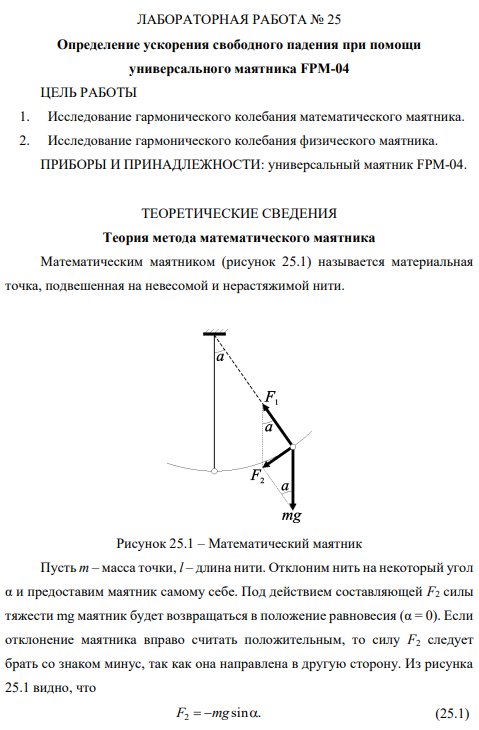 ЛАБОРАТОРНАЯ РАБОТА № 25
Определение ускорения свободного падения при помощи
универсального маятника FPM-04
ЦЕЛЬ РАБОТЫ
1. Исследование гармонического колебания математического маятника.
2. Исследование гармонического колебания физического маятника.
ПРИБОРЫ И ПРИНАДЛЕЖНОСТИ: универсальный маятник FPM-04.
ТЕОРЕТИЧЕСКИЕ СВЕДЕНИЯ
Теория метода математического маятника
Математическим маятником (рисунок 25.1) называется материальная
точка, подвешенная на невесомой и нерастяжимой нити.
a
F₁
a
F₂
a
mg
Рисунок 25.1 – Математический маятник
Пусть m – масса точки, l – длина нити. Отклоним нить на некоторый угол
α и предоставим маятник самому себе. Под действием составляющей F₂ силы
тяжести mg маятник будет возвращаться в положение равновесия (α = 0). Если
отклонение маятника вправо считать положительным, то силу F₂ следует
брать со знаком минус, так как она направлена в другую сторону. Из рисунка
25.1 видно, что
F₂ = −mg sin α. (25.1)